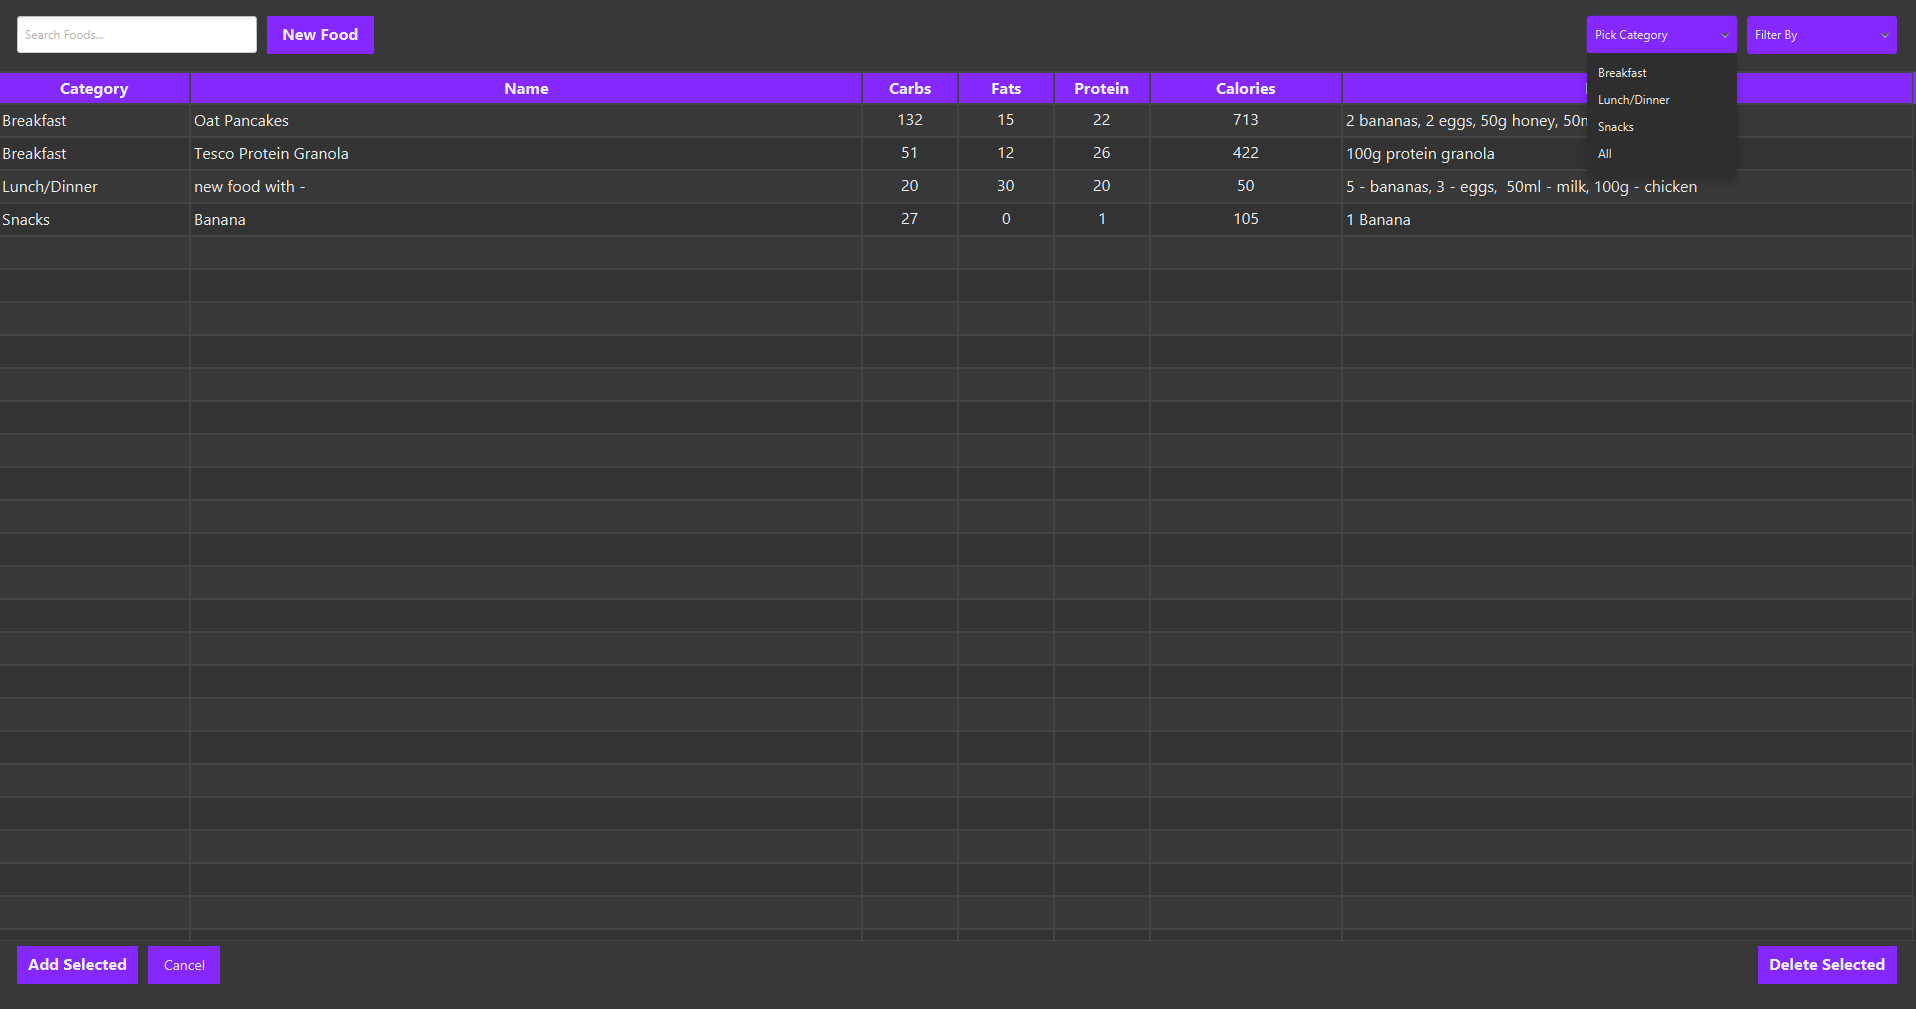 Search Foods...
New Food
Pick Category
Filter By
Breakfast
Lunch/Dinner
Snacks
All
Category Name Carbs Fats Protein Calories
Breakfast Oat Pancakes 132 15 22 713 2 bananas, 2 eggs, 50g honey,
Breakfast Tesco Protein Granola 51 12 26 422 100g protein granola
Lunch/Dinner new food with - 20 30 20 50 5 - bananas, 3 - eggs, 50ml - milk, 100g - chicken
Snacks Banana 27 0 1 105 1 Banana
Add Selected
Cancel
Delete Selected